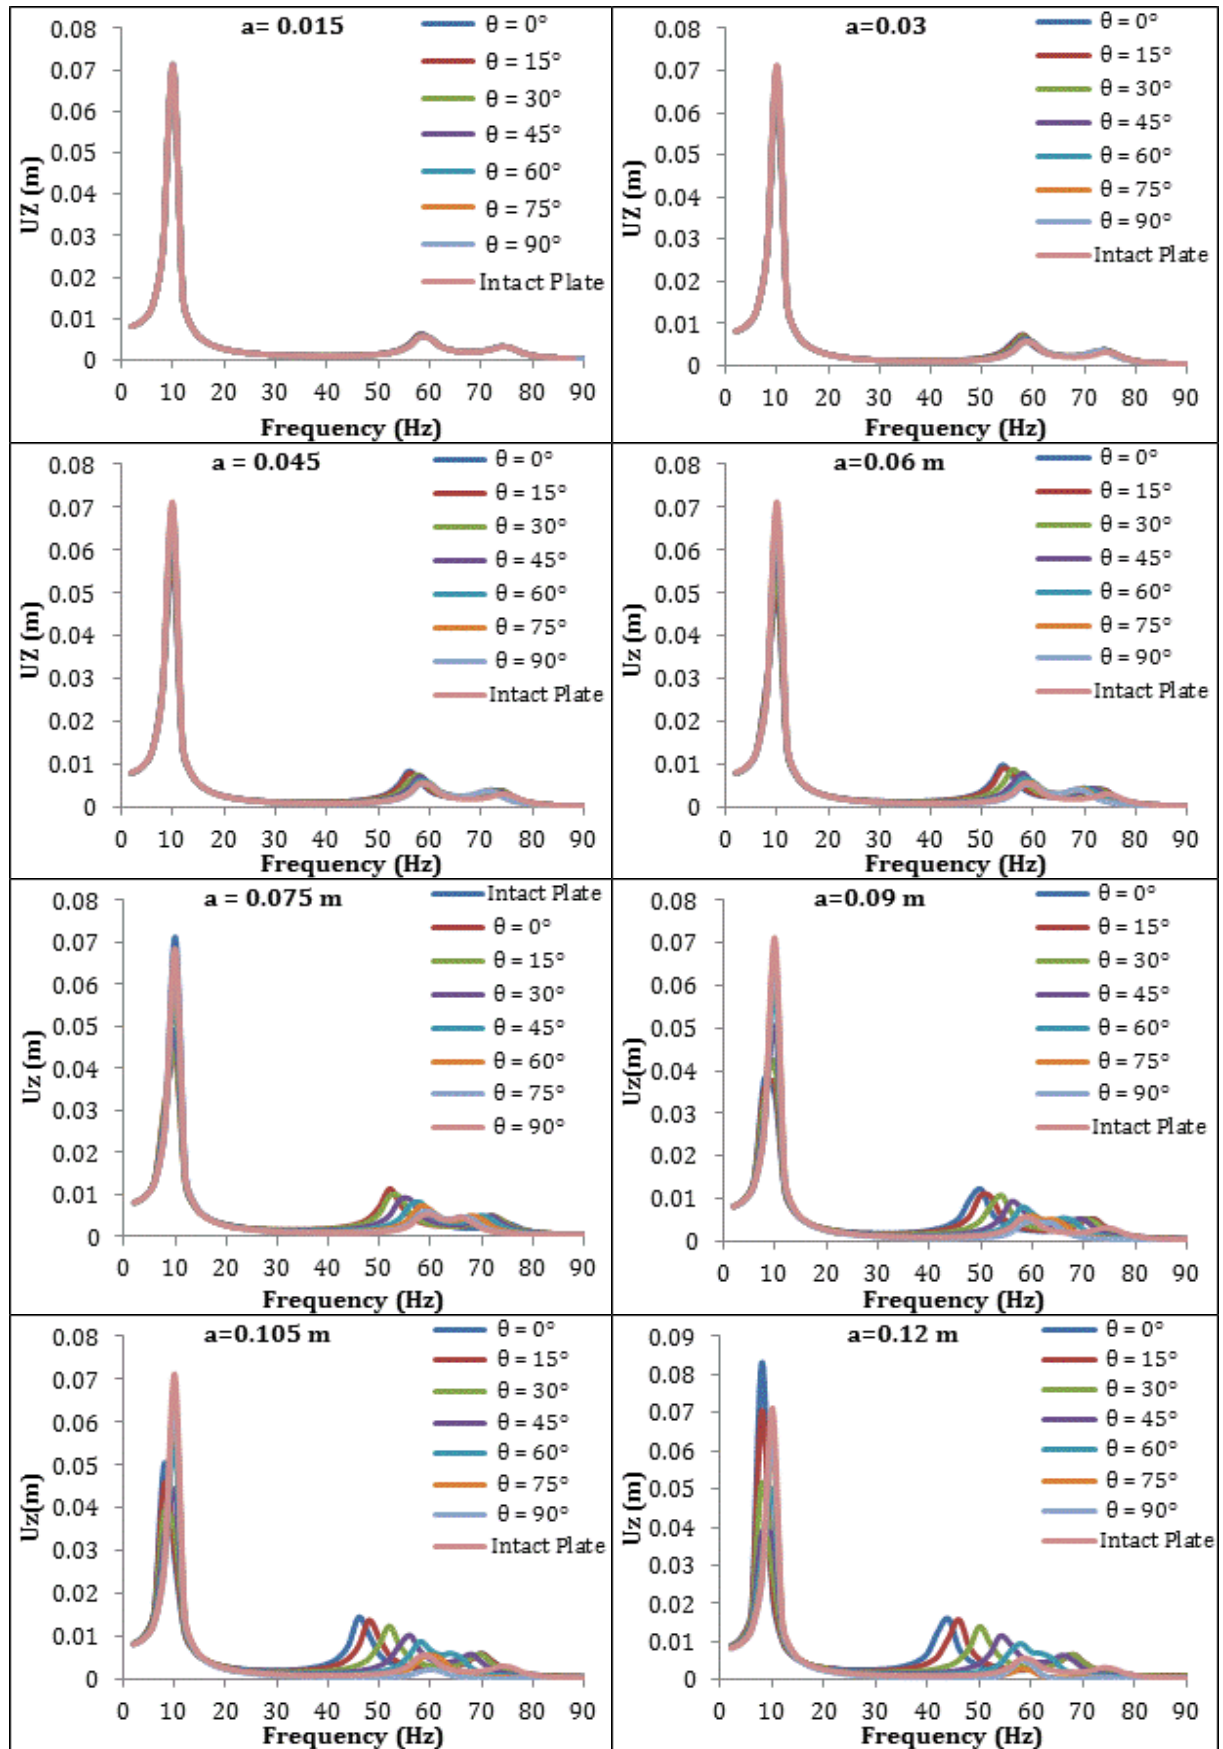 a= 0.015
0.08
0.07
0.06
0.05
0.04
0.03
0.02
0.01
0
UZ (m)
θ = 0°
θ = 15°
θ = 30°
θ = 45°
θ = 60°
θ = 75°
θ = 90°
Intact Plate
0 10 20 30 40 50 60 70 80 90
Frequency (Hz)
a=0.03
0.08
0.07
0.06
0.05
0.04
0.03
0.02
0.01
0
UZ (m)
θ = 0°
θ = 15°
θ = 30°
θ = 45°
θ = 60°
θ = 75°
θ = 90°
Intact Plate
0 10 20 30 40 50 60 70 80 90
Frequency (Hz)
a = 0.045
0.08
0.07
0.06
0.05
0.04
0.03
0.02
0.01
0
UZ (m)
θ = 0°
θ = 15°
θ = 30°
θ = 45°
θ = 60°
θ = 75°
θ = 90°
Intact Plate
0 10 20 30 40 50 60 70 80 90
Frequency (Hz)
a=0.06 m
0.08
0.07
0.06
0.05
0.04
0.03
0.02
0.01
0
Uz (m)
θ = 0°
θ = 15°
θ = 30°
θ = 45°
θ = 60°
θ = 75°
θ = 90°
Intact Plate
0 10 20 30 40 50 60 70 80 90
Frequency (Hz)
a = 0.075 m
0.08
0.07
0.06
0.05
0.04
0.03
0.02
0.01
0
Uz (m)
Intact Plate
θ = 0°
θ = 15°
θ = 30°
θ = 45°
θ = 60°
θ = 75°
θ = 90°
0 10 20 30 40 50 60 70 80 90
Frequency (Hz)
a=0.09 m
0.08
0.07
0.06
0.05
0.04
0.03
0.02
0.01
0
Uz(m)
θ = 0°
θ = 15°
θ = 30°
θ = 45°
θ = 60°
θ = 75°
θ = 90°
Intact Plate
0 10 20 30 40 50 60 70 80 90
Frequency (Hz)
a=0.105 m
0.08
0.07
0.06
0.05
0.04
0.03
0.02
0.01
0
Uz(m)
θ = 0°
θ = 15°
θ = 30°
θ = 45°
θ = 60°
θ = 75°
θ = 90°
Intact Plate
0 10 20 30 40 50 60 70 80 90
Frequency (Hz)
a=0.12 m
0.09
0.08
0.07
0.06
0.05
0.04
0.03
0.02
0.01
0
Uz (m)
θ = 0°
θ = 15°
θ = 30°
θ = 45°
θ = 60°
θ = 75°
θ = 90°
Intact Plate
0 10 20 30 40 50 60 70 80 90
Frequency (Hz)